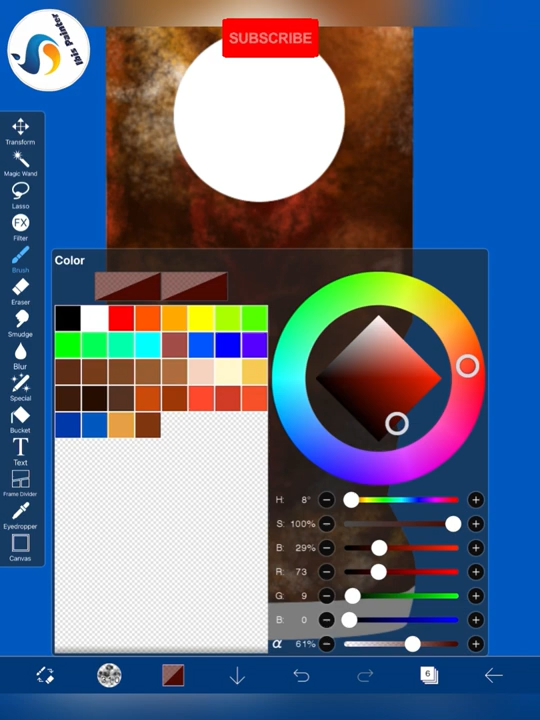 Ibis Painter
SUBSCRIBE
Transform
Magic Wand
Lasso
FX
Filter
Brush
Eraser
Smudge
Blur
Special
Bucket
T
Text
Frame Divider
Eyedropper
Canvas
Color
H: 8°
S: 100%
B: 29%
R: 73
G: 9
B: 0
α 61%
6